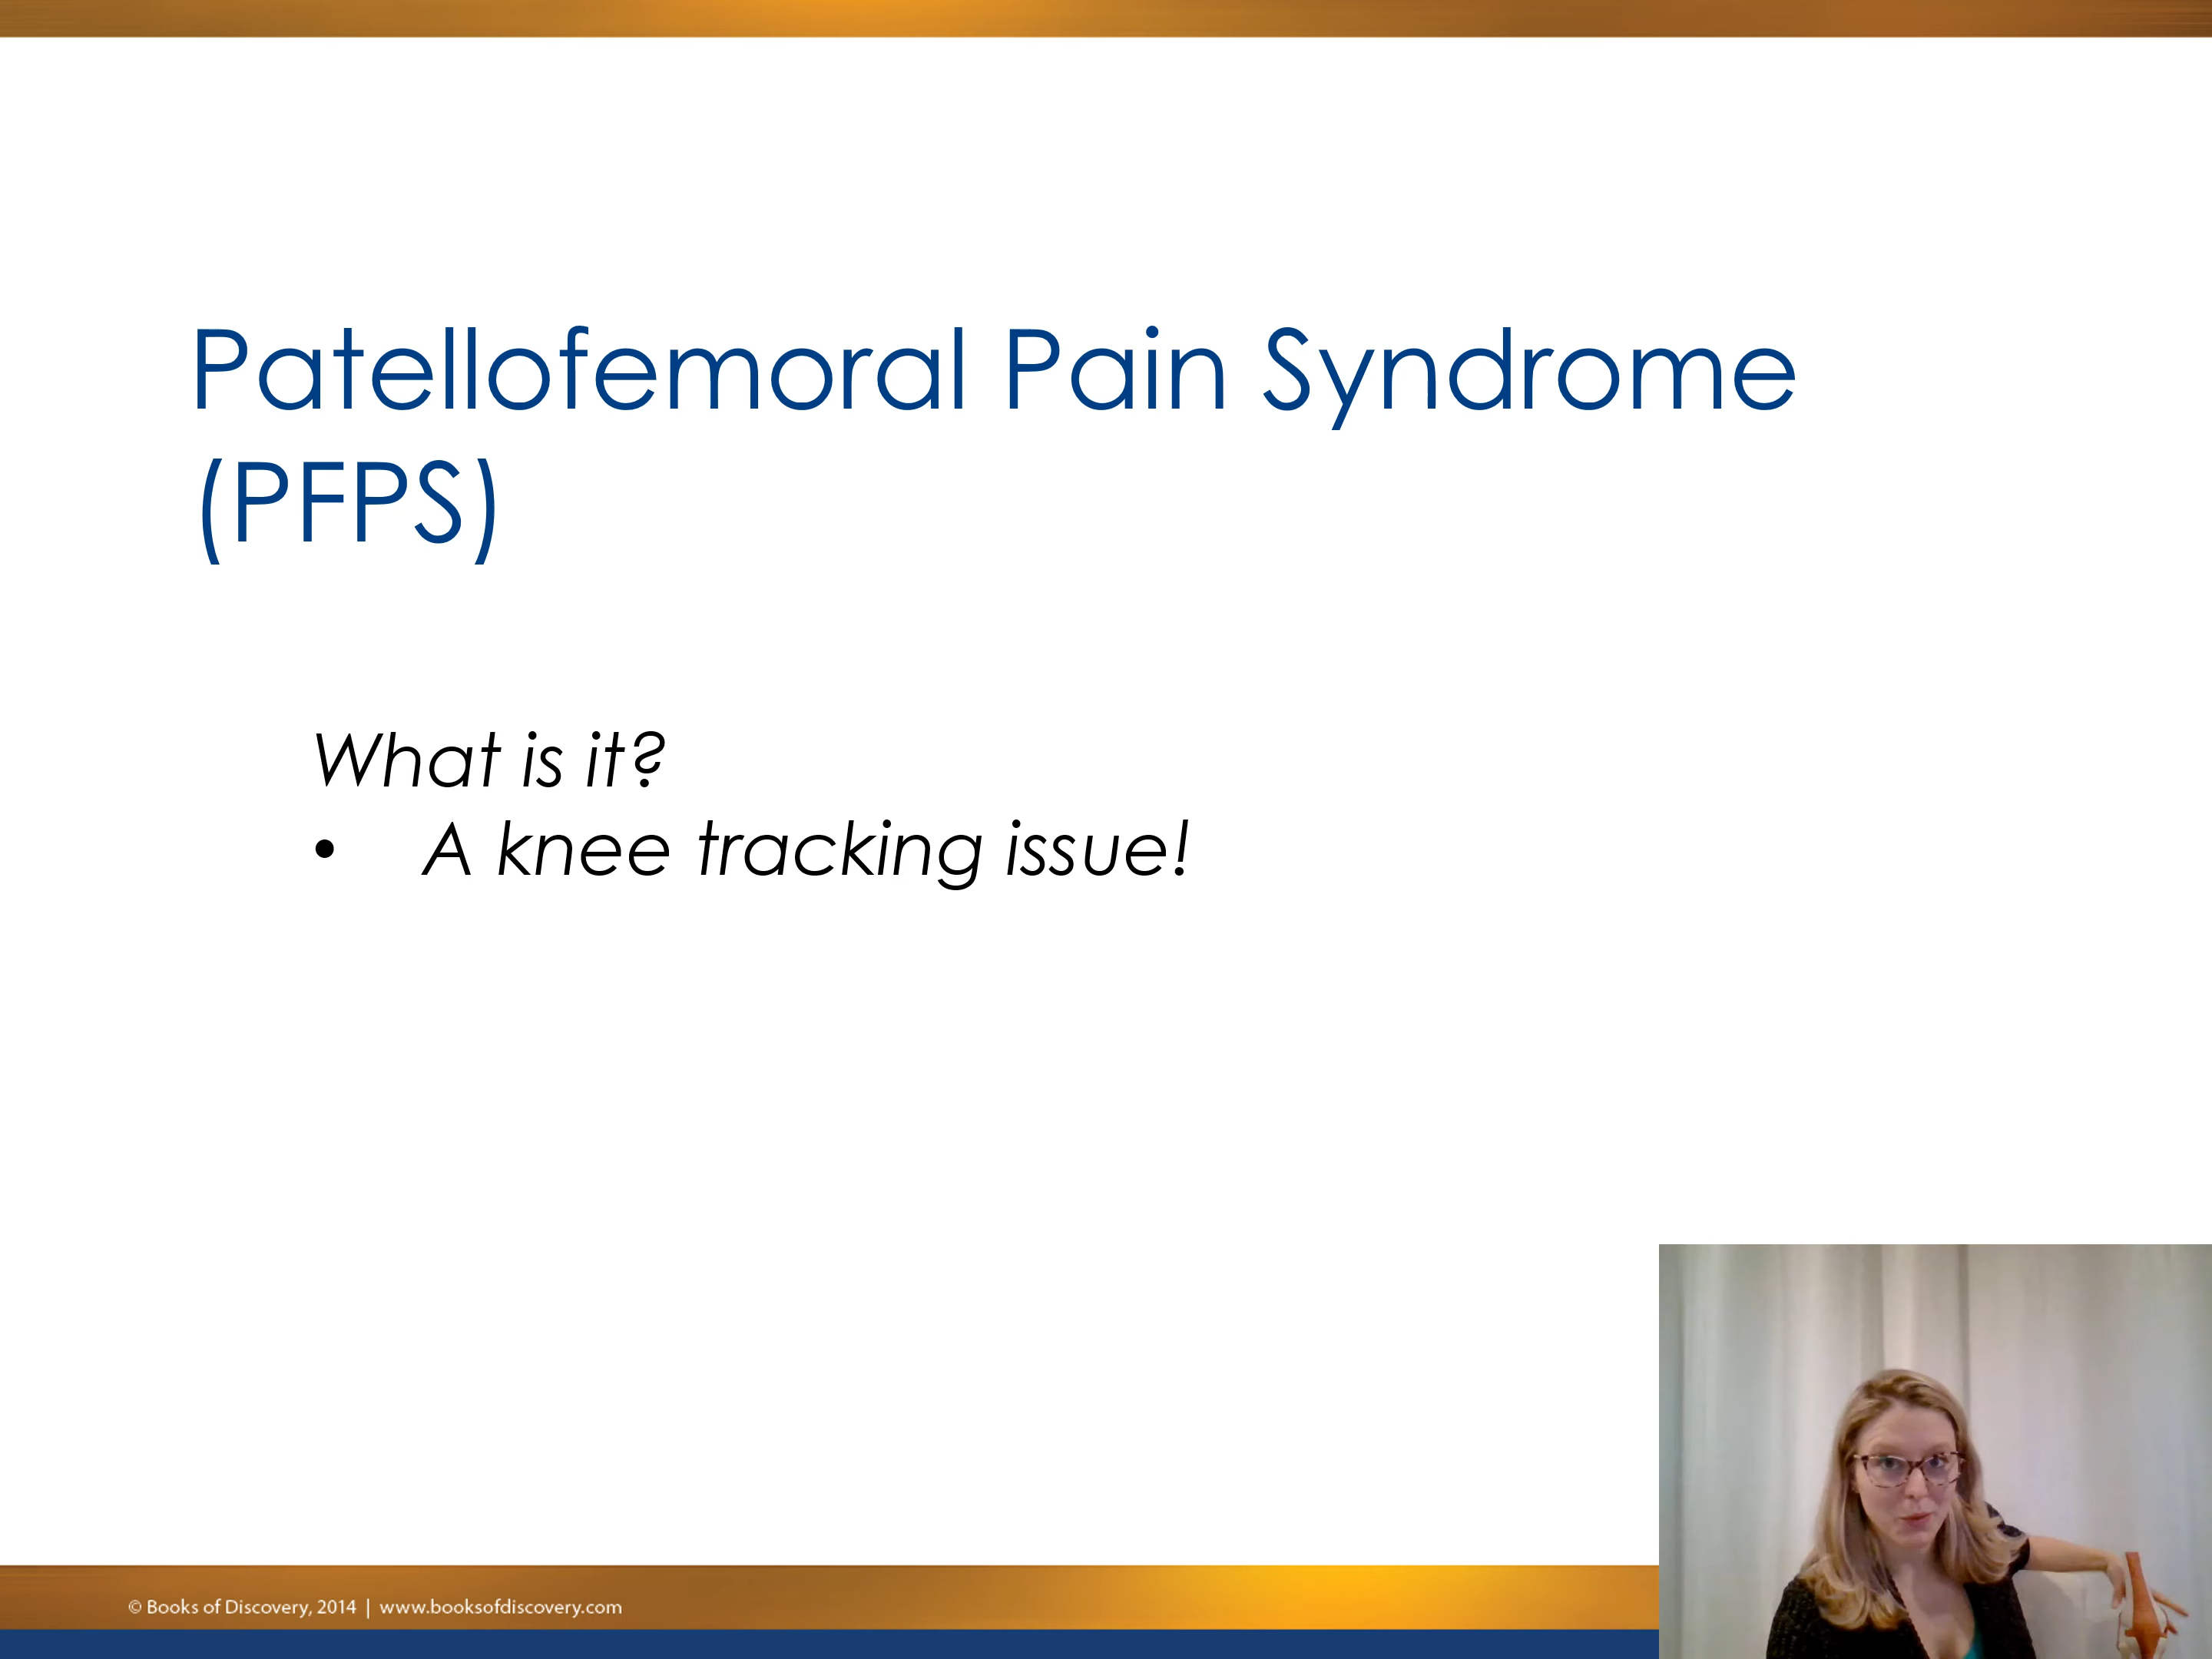 Patellofemoral Pain Syndrome
(PFPS)
What is it?
• A knee tracking issue!
© Books of Discovery, 2014 | www.booksofdiscovery.com